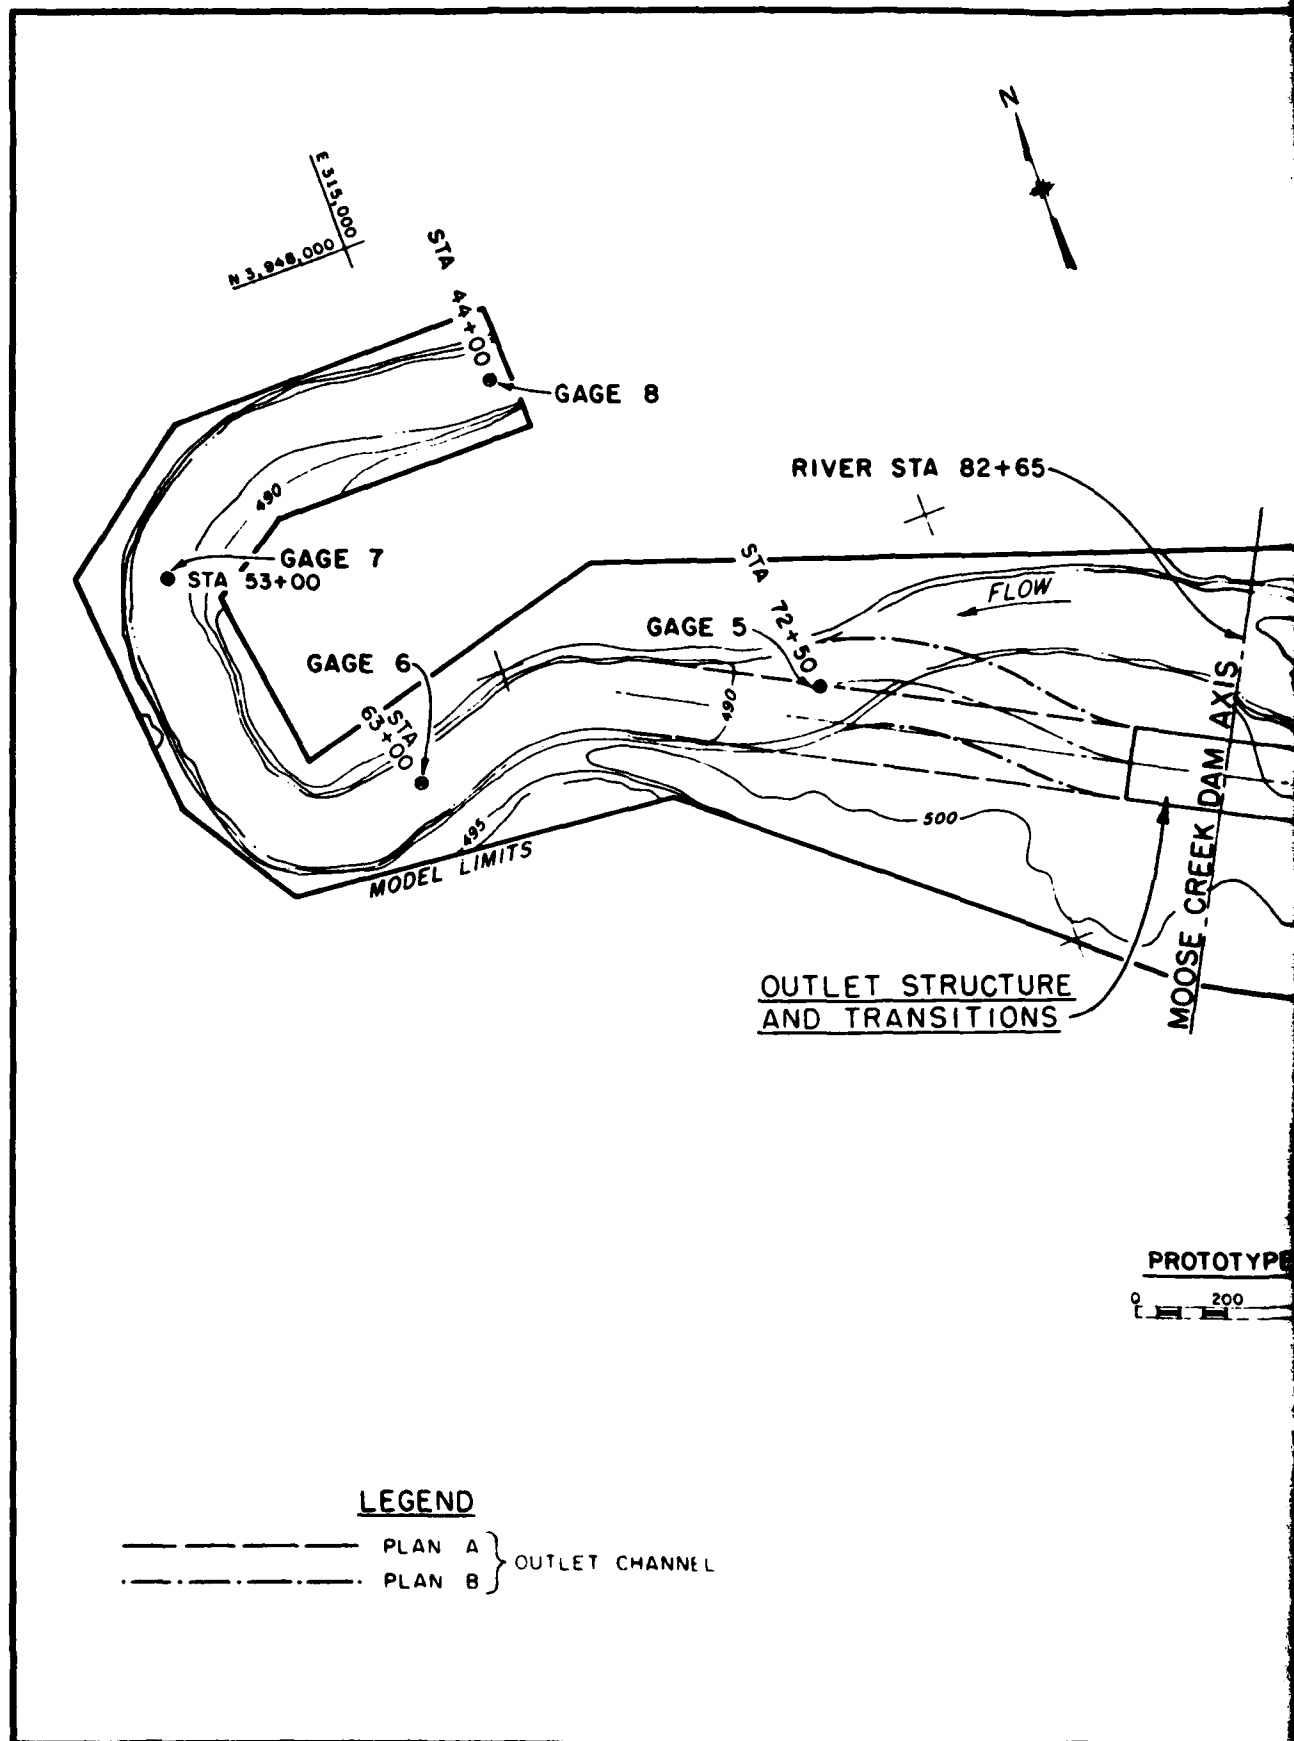 N
E 315,000
N 3,948,000
STA 44+00
GAGE 8
RIVER STA 82+65
490
GAGE 7
STA 53+00
STA 72+50
FLOW
GAGE 5
GAGE 6
490
STA
63+00
MOOSE CREEK DAM AXIS
500
495
MODEL LIMITS
OUTLET STRUCTURE
AND TRANSITIONS
PROTOTYPE
0 200
LEGEND
PLAN A
OUTLET CHANNEL
PLAN B